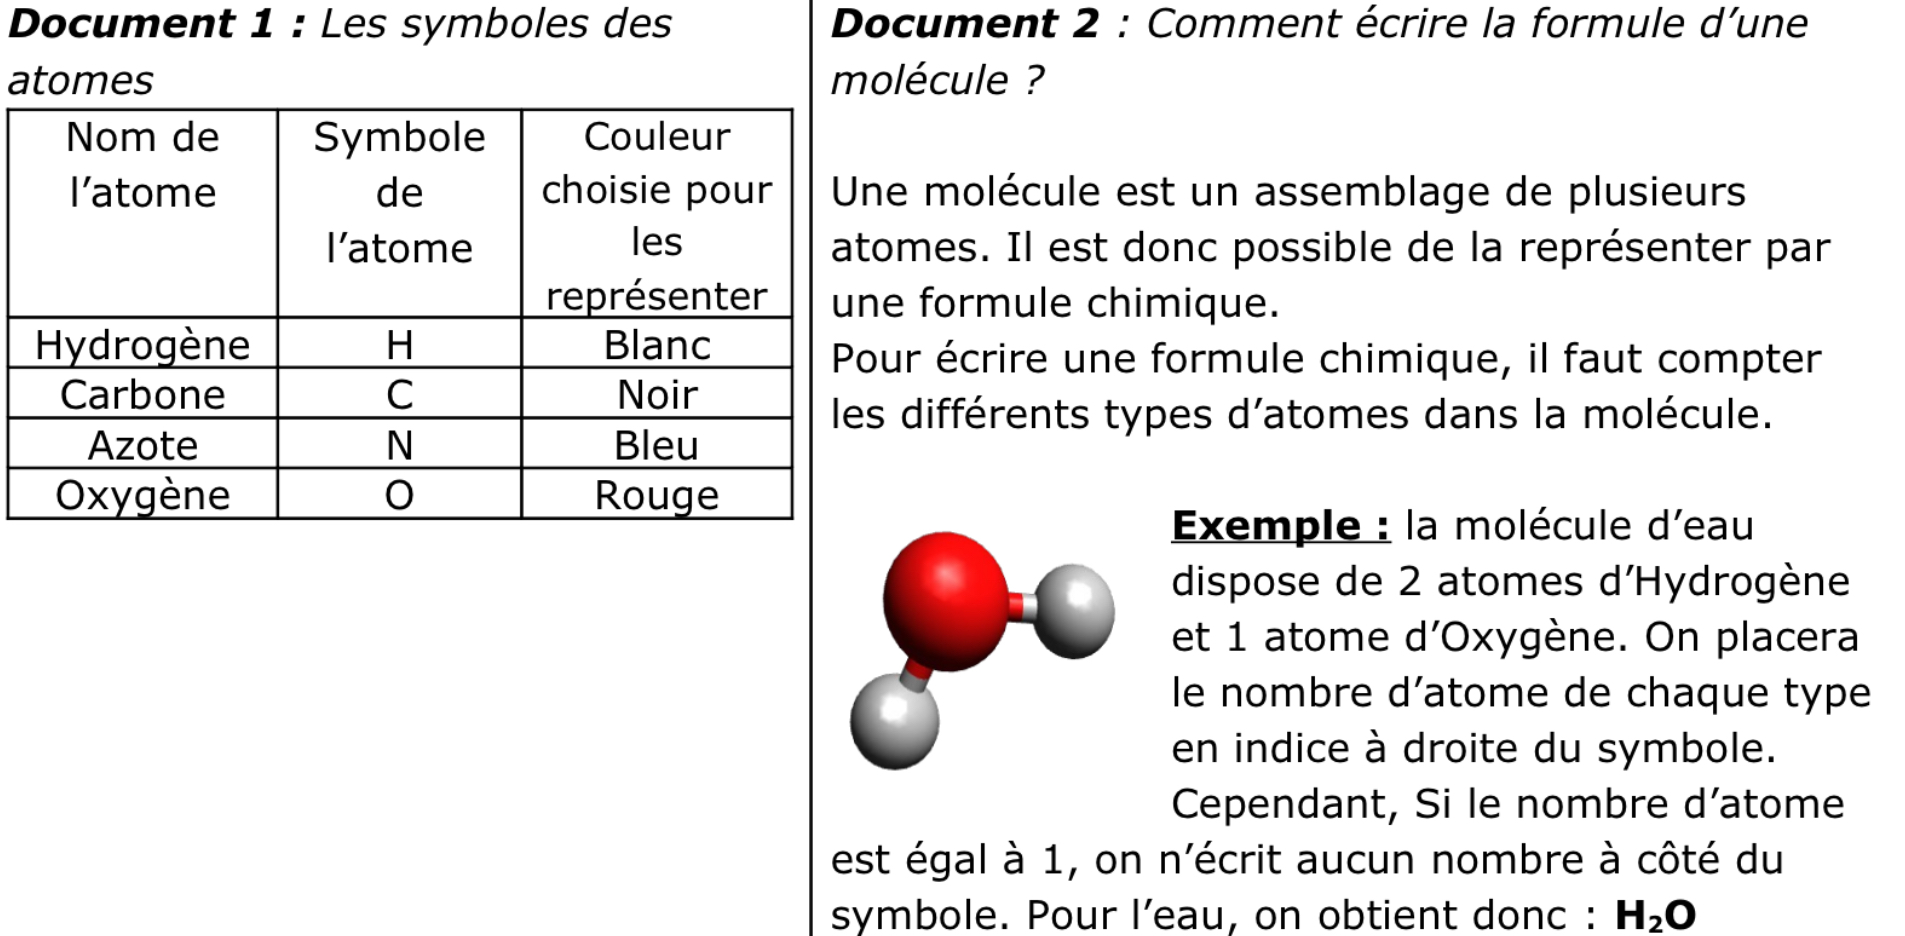 Document 1 : Les symboles des
atomes
Nom de
l’atome
Symbole
de
l’atome
Couleur
choisie pour
les
représenter
Hydrogène H Blanc
Carbone C Noir
Azote N Bleu
Oxygène O Rouge
Document 2 : Comment écrire la formule d’une
molécule ?
Une molécule est un assemblage de plusieurs
atomes. Il est donc possible de la représenter par
une formule chimique.
Pour écrire une formule chimique, il faut compter
les différents types d’atomes dans la molécule.
Exemple : la molécule d’eau
dispose de 2 atomes d’Hydrogène
et 1 atome d’Oxygène. On placera
le nombre d’atome de chaque type
en indice à droite du symbole.
Cependant, Si le nombre d’atome
est égal à 1, on n’écrit aucun nombre à côté du
symbole. Pour l’eau, on obtient donc : H₂O